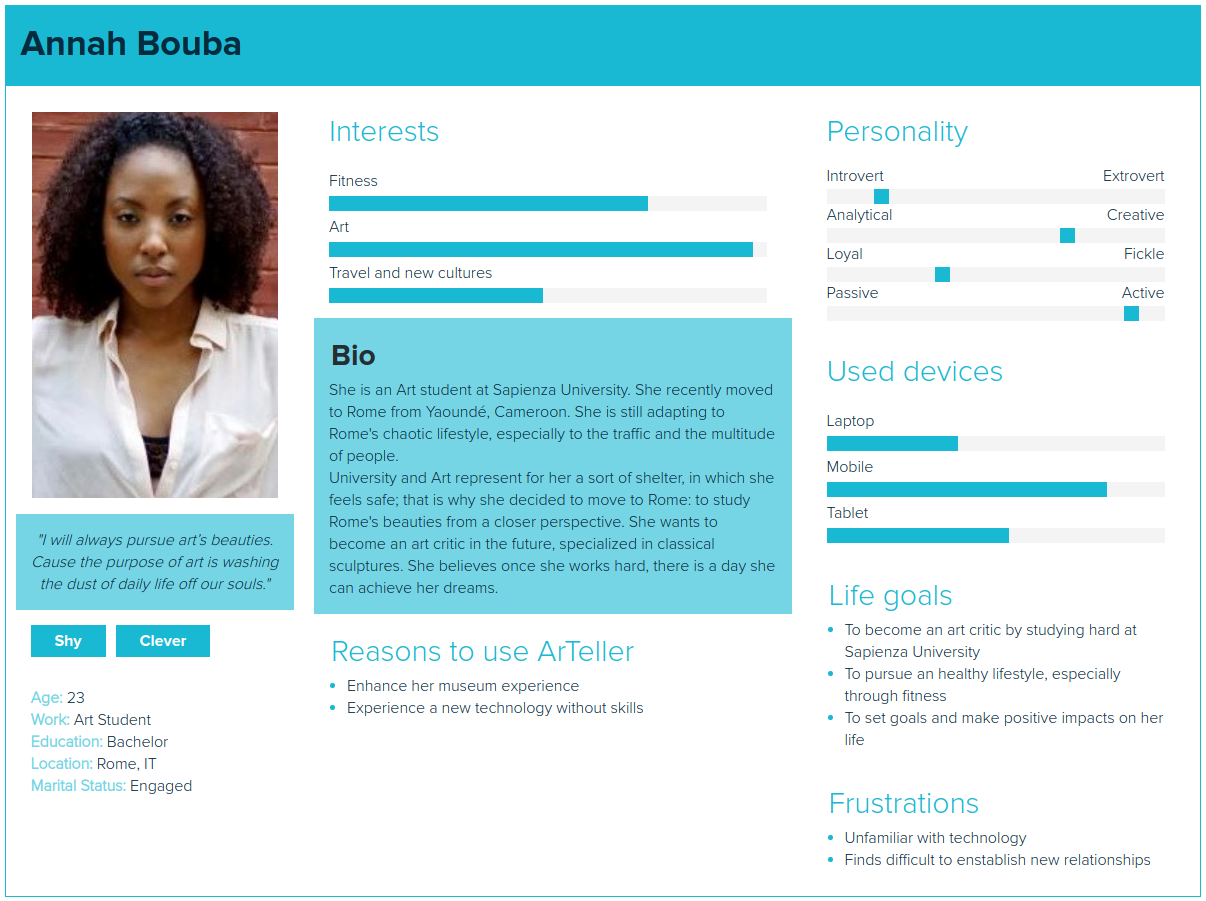 Annah Bouba
"I will always pursue art's beauties.
Cause the purpose of art is washing
the dust of daily life off our souls."
Shy
Clever
Age: 23
Work: Art Student
Education: Bachelor
Location: Rome, IT
Marital Status: Engaged
Interests
Fitness
Art
Travel and new cultures
Bio
She is an Art student at Sapienza University. She recently moved
to Rome from Yaoundé, Cameroon. She is still adapting to
Rome's chaotic lifestyle, especially to the traffic and the multitude
of people.
University and Art represent for her a sort of shelter, in which she
feels safe; that is why she decided to move to Rome: to study
Rome's beauties from a closer perspective. She wants to
become an art critic in the future, specialized in classical
sculptures. She believes once she works hard, there is a day she
can achieve her dreams.
Reasons to use ArTeller
Enhance her museum experience
Experience a new technology without skills
Personality
Introvert Extrovert
Analytical Creative
Loyal Fickle
Passive Active
Used devices
Laptop
Mobile
Tablet
Life goals
To become an art critic by studying hard at
Sapienza University
To pursue an healthy lifestyle, especially
through fitness
To set goals and make positive impacts on her
life
Frustrations
Unfamiliar with technology
Finds difficult to enstablish new relationships